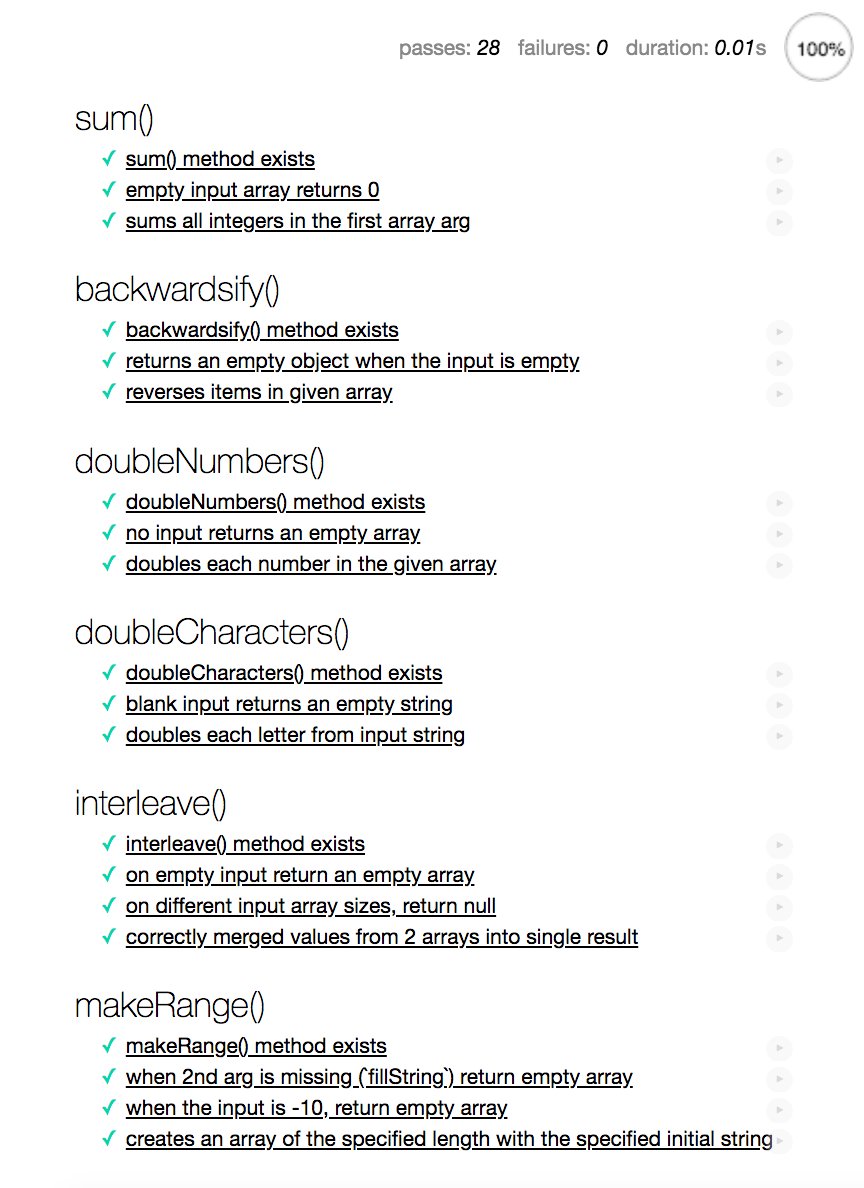 passes: 28 failures: 0 duration: 0.01s 100%
sum()
✓ sum() method exists
✓ empty input array returns 0
✓ sums all integers in the first array arg
backwardsify()
✓ backwardsify() method exists
✓ returns an empty object when the input is empty
✓ reverses items in given array
doubleNumbers()
✓ doubleNumbers() method exists
✓ no input returns an empty array
✓ doubles each number in the given array
doubleCharacters()
✓ doubleCharacters() method exists
✓ blank input returns an empty string
✓ doubles each letter from input string
interleave()
✓ interleave() method exists
✓ on empty input return an empty array
✓ on different input array sizes, return null
✓ correctly merged values from 2 arrays into single result
makeRange()
✓ makeRange() method exists
✓ when 2nd arg is missing (`fillString`) return empty array
✓ when the input is -10, return empty array
✓ creates an array of the specified length with the specified initial string